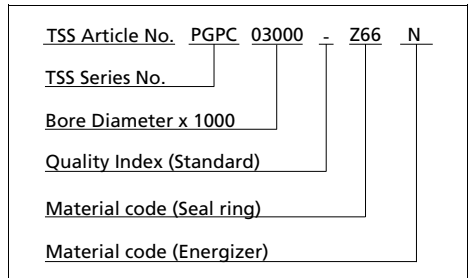 TSS Article No. PGPC 03000 - Z66 N
TSS Series No.
Bore Diameter x 1000
Quality Index (Standard)
Material code (Seal ring)
Material code (Energizer)